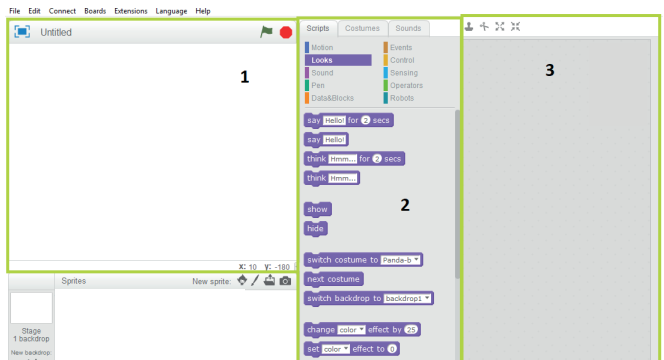 File Edit Connect Boards Extensions Language Help
Untitled
1
X: 10 Y: -180
Sprites New sprite:
Stage
1 backdrop
New backdrop:
Scripts Costumes Sounds
Motion Events
Looks Control
Sound Sensing
Pen Operators
Data&Blocks Robots
say Hello! for 2 secs
say Hello!
think Hmm... for 2 secs
think Hmm...
show
2
hide
switch costume to Panda-b
next costume
switch backdrop to backdrop1
change color effect by 25
set color effect to 0
3